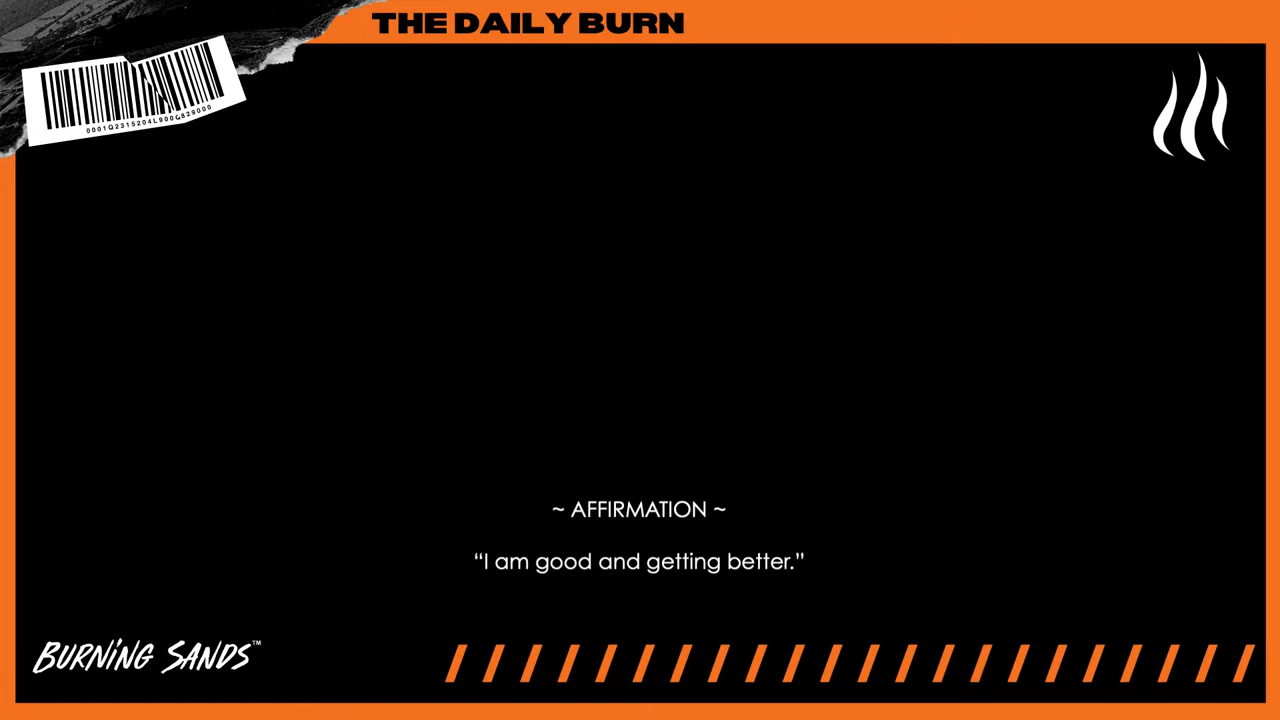 THE DAILY BURN
~ AFFIRMATION ~
“I am good and getting better.”
BURNING SANDS™